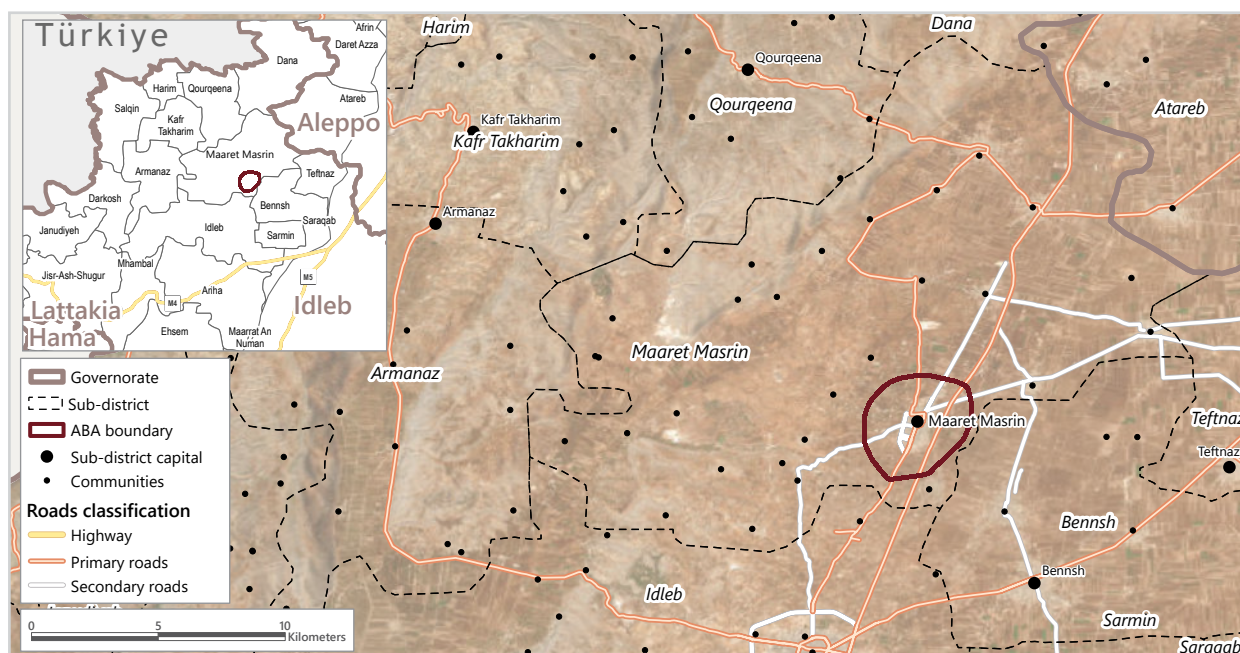 Türkiye
Afrin
Daret Azza
Dana
Harim
Qourqeena
Salqin
Atareb
Kafr
Takharim
Aleppo
Maaret Masrin
Armanaz
Teftnaz
Darkosh
Bennsh
Saraqab
Janudiyeh
Idleb
Sarmin
Mhambal
Jisr-Ash-Shugur
M5
M4
Ariha
Idleb
Lattakia
Hama
Ehsem
Maarrat An
Numan
Governorate
Sub-district
ABA boundary
Sub-district capital
Communities
Roads classification
Highway
Primary roads
Secondary roads
0 5 10
Kilometers
Harim
Dana
Qourqeena
Qourqeena
Atareb
Kafr Takharim
Kafr Takharim
Armanaz
Maaret Masrin
Armanaz
Maaret Masrin
Teftnaz
Teftnaz
Bennsh
Bennsh
Idleb
Sarmin
Saraqab